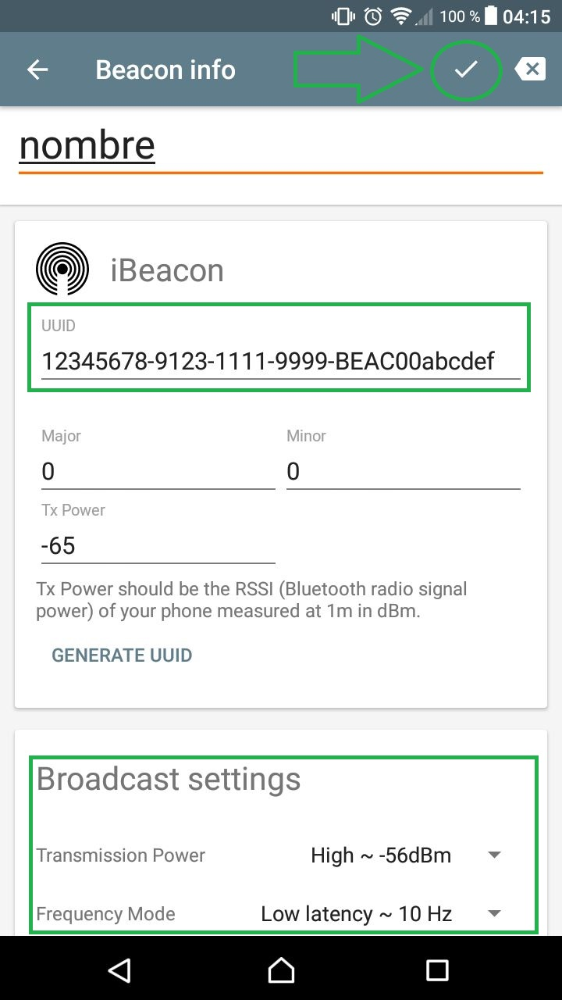 100 % 04:15
Beacon info
nombre
iBeacon
UUID
12345678-9123-1111-9999-BEAC00abcdef
Major Minor
0 0
Tx Power
-65
Tx Power should be the RSSI (Bluetooth radio signal
power) of your phone measured at 1m in dBm.
GENERATE UUID
Broadcast settings
Transmission Power High ~ -56dBm
Frequency Mode Low latency ~ 10 Hz